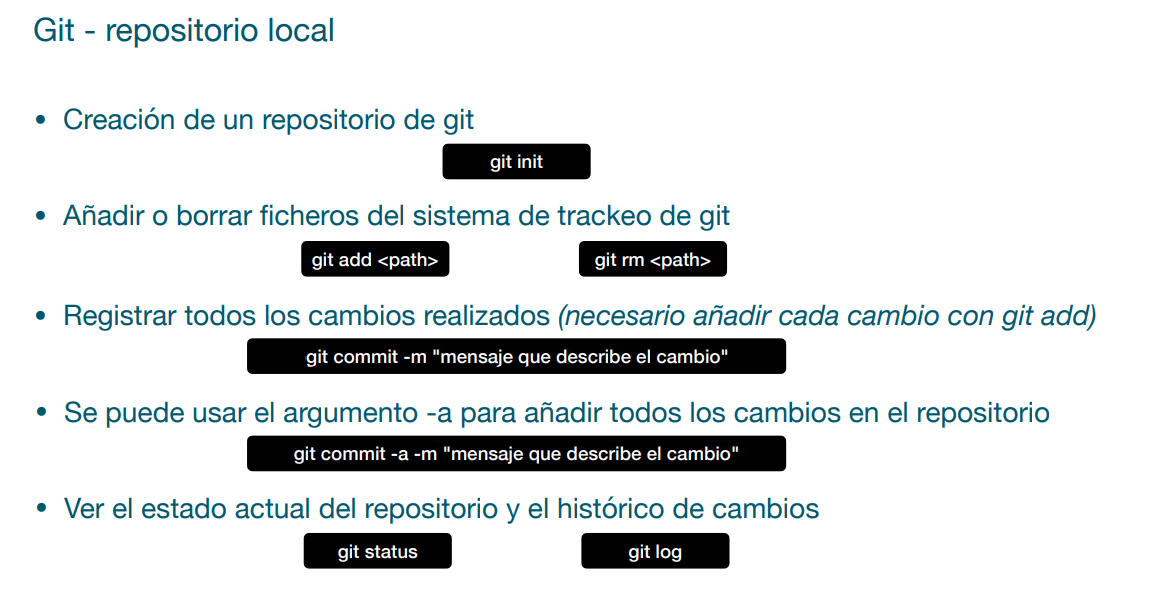 Git - repositorio local
• Creación de un repositorio de git
git init
• Añadir o borrar ficheros del sistema de trackeo de git
git add <path> git rm <path>
• Registrar todos los cambios realizados (necesario añadir cada cambio con git add)
git commit -m "mensaje que describe el cambio"
• Se puede usar el argumento -a para añadir todos los cambios en el repositorio
git commit -a -m "mensaje que describe el cambio"
• Ver el estado actual del repositorio y el histórico de cambios
git status git log